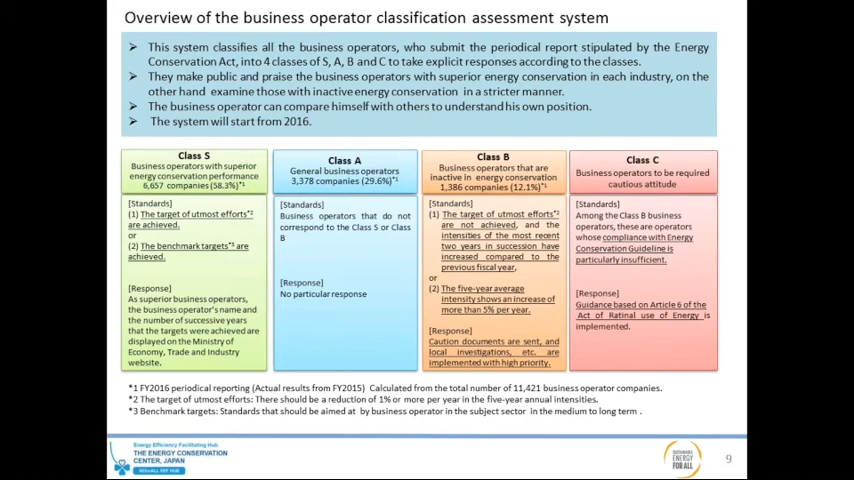 Overview of the business operator classification assessment system
➢ This system classifies all the business operators, who submit the periodical report stipulated by the Energy
Conservation Act, into 4 classes of S, A, B and C to take explicit responses according to the classes.
➢ They make public and praise the business operators with superior energy conservation in each industry, on the
other hand examine those with inactive energy conservation in a stricter manner.
➢ The business operator can compare himself with others to understand his own position.
➢ The system will start from 2016.
Class S
Business operators with superior
energy conservation performance
6,657 companies (58.3%)*1
[Standards]
(1) The target of utmost efforts*2
are achieved.
or
(2) The benchmark targets*3 are
achieved.
[Response]
As superior business operators,
the business operator's name and
the number of successive years
that the targets were achieved are
displayed on the Ministry of
Economy, Trade and Industry
website.
Class A
General business operators
3,378 companies (29.6%)*1
[Standards]
Business operators that do not
correspond to the Class S or Class
B
[Response]
No particular response
Class B
Business operators that are
inactive in energy conservation
1,386 companies (12.1%)*1
[Standards]
(1) The target of utmost efforts*2
are not achieved, and the
intensities of the most recent
two years in succession have
increased compared to the
previous fiscal year,
or
(2) The five-year average
intensity shows an increase of
more than 5% per year.
[Response]
Caution documents are sent, and
local investigations, etc. are
implemented with high priority.
Class C
Business operators to be required
cautious attitude
[Standards]
Among the Class B business
operators, these are operators
whose compliance with Energy
Conservation Guideline is
particularly insufficient.
[Response]
Guidance based on Article 6 of the
Act of Ratinal use of Energy is
implemented.
*1 FY2016 periodical reporting (Actual results from FY2015) Calculated from the total number of 11,421 business operator companies.
*2 The target of utmost efforts: There should be a reduction of 1% or more per year in the five-year annual intensities.
*3 Benchmark targets: Standards that should be aimed at by business operator in the subject sector in the medium to long term .
Energy Efficiency Facilitating Hub
THE ENERGY CONSERVATION
CENTER, JAPAN
SE4ALL EEF HUB
SUSTAINABLE
ENERGY
FOR ALL
9